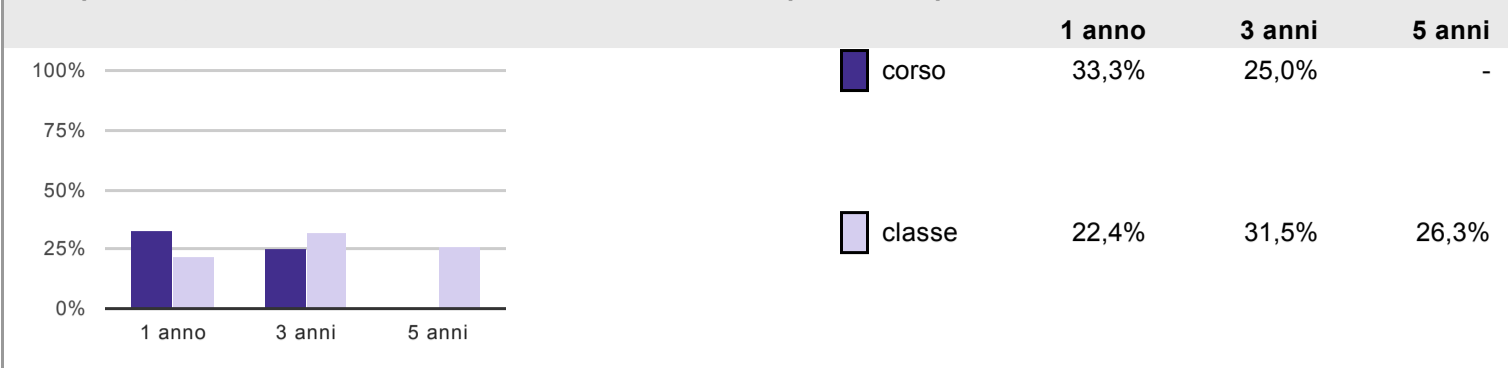 1 anno 3 anni 5 anni
100%
75%
50%
25%
0%
1 anno 3 anni 5 anni
corso 33,3% 25,0% -
classe 22,4% 31,5% 26,3%